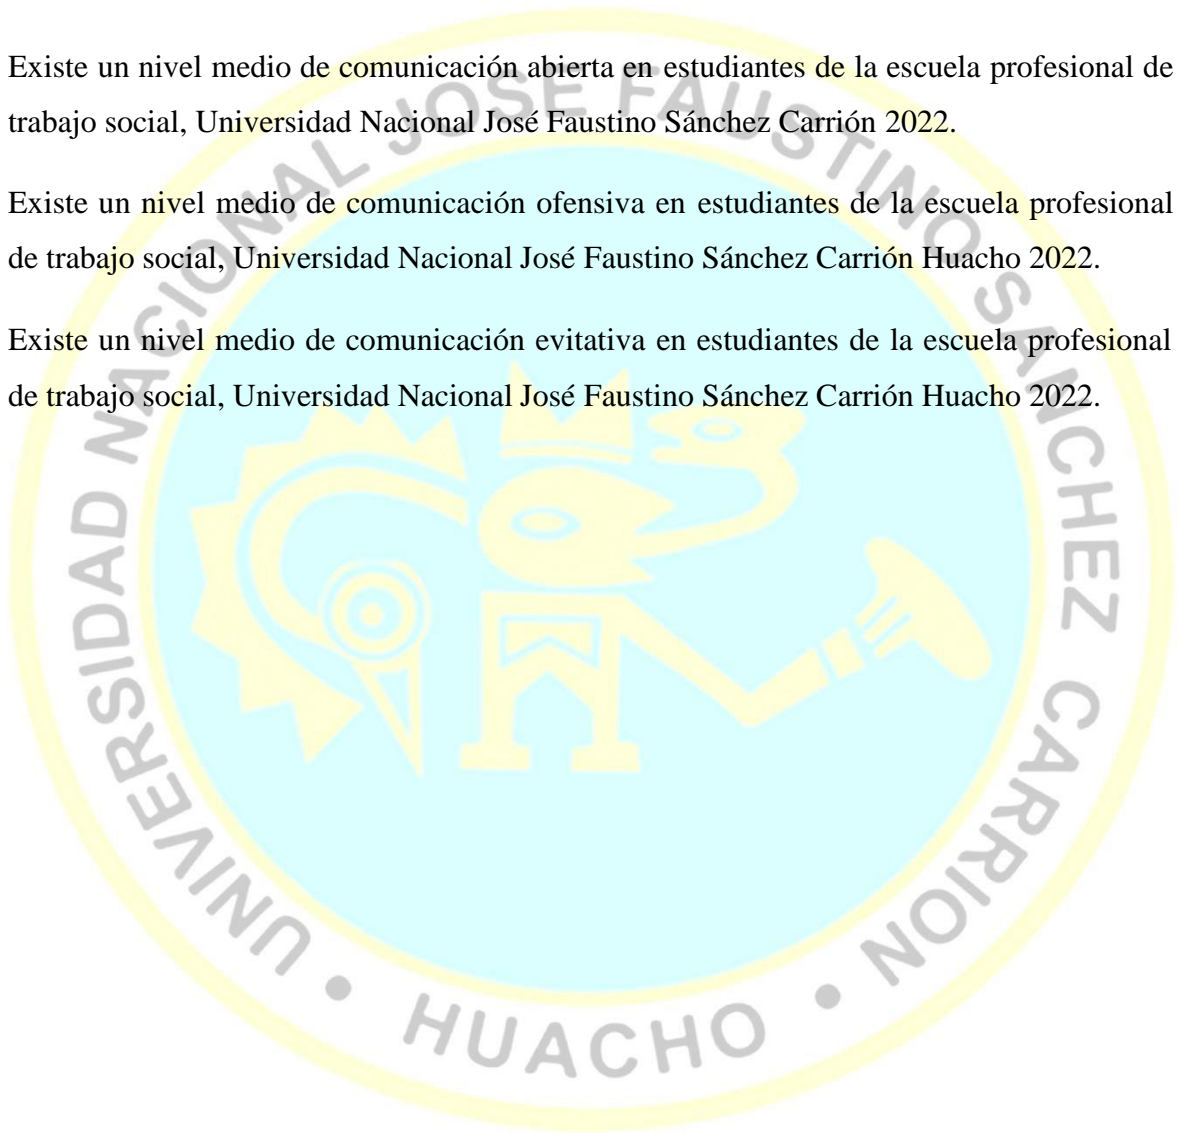 Existe un nivel medio de comunicación abierta en estudiantes de la escuela profesional de
trabajo social, Universidad Nacional José Faustino Sánchez Carrión 2022.
Existe un nivel medio de comunicación ofensiva en estudiantes de la escuela profesional
de trabajo social, Universidad Nacional José Faustino Sánchez Carrión Huacho 2022.
Existe un nivel medio de comunicación evitativa en estudiantes de la escuela profesional
de trabajo social, Universidad Nacional José Faustino Sánchez Carrión Huacho 2022.
UNIVERSIDAD NACIONAL JOSE FAUSTINO SANCHEZ CARRION
• HUACHO •